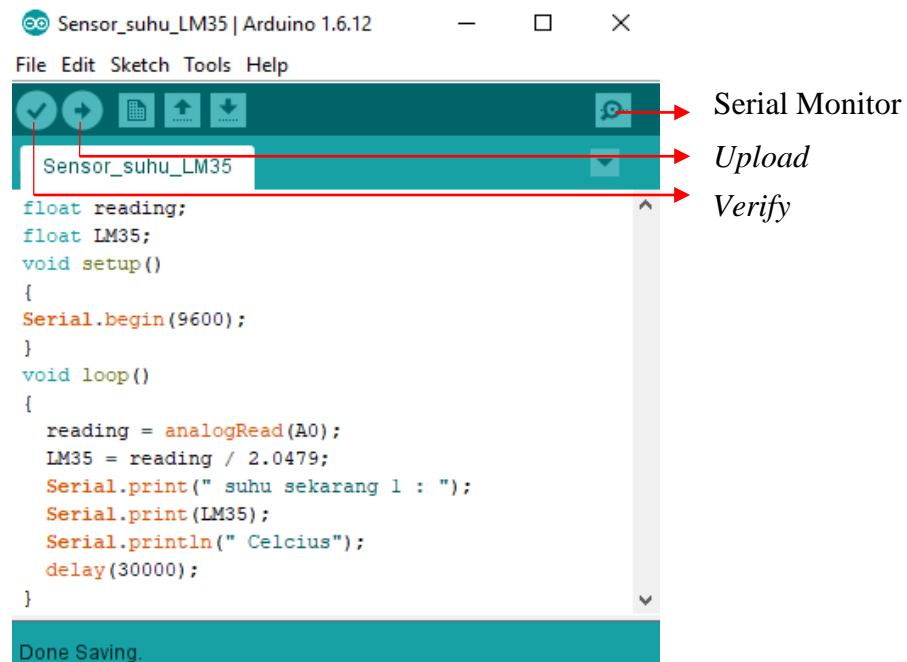 Sensor_suhu_LM35 | Arduino 1.6.12
File Edit Sketch Tools Help
Serial Monitor
Upload
Sensor_suhu_LM35
Verify
float reading;
float LM35;
void setup()
{
Serial.begin(9600);
}
void loop()
{
reading = analogRead(A0);
LM35 = reading / 2.0479;
Serial.print(" suhu sekarang 1 : ");
Serial.print(LM35);
Serial.println(" Celcius");
delay(30000);
}
Done Saving.